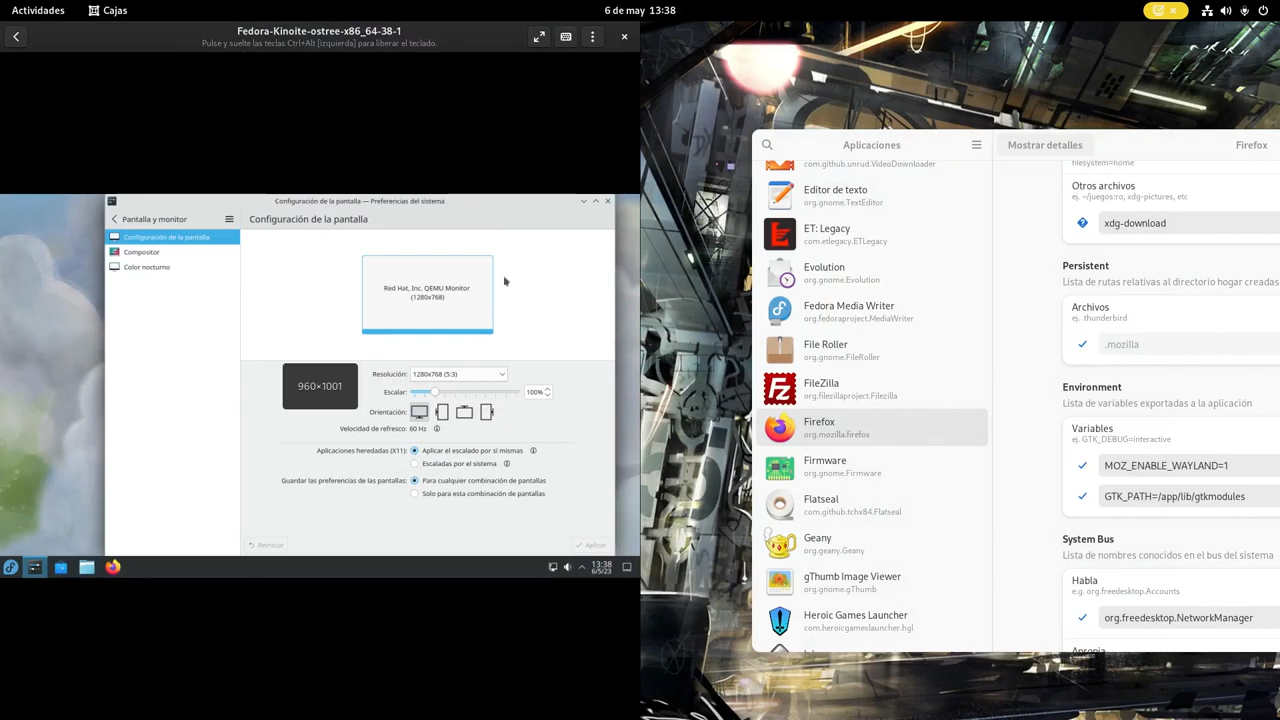 Actividades
Cajas
6 de may 13:38
Fedora-Kinoite-ostree-x86_64-38-1
Pulse y suelte las teclas Ctrl+Alt [izquierda] para liberar el teclado.
Configuración de la pantalla — Preferencias del sistema
Pantalla y monitor
Configuración de la pantalla
Configuración de la pantalla
Compositor
Color nocturno
Red Hat, Inc. QEMU Monitor
(1280x768)
960×1001
Resolución:
1280x768 (5:3)
Escalar:
100%
Orientación:
Velocidad de refresco: 60 Hz
Aplicaciones heredadas (X11):
Aplicar el escalado por sí mismas
Escaladas por el sistema
Guardar las preferencias de las pantallas:
Para cualquier combinación de pantallas
Solo para esta combinación de pantallas
Reiniciar
Aplicar
13:38
6/5/23
Aplicaciones
com.github.unrud.VideoDownloader
Editor de texto
org.gnome.TextEditor
ET: Legacy
com.etlegacy.ETLegacy
Evolution
org.gnome.Evolution
Fedora Media Writer
org.fedoraproject.MediaWriter
File Roller
org.gnome.FileRoller
FileZilla
org.filezillaproject.Filezilla
Firefox
org.mozilla.firefox
Firmware
org.gnome.Firmware
Flatseal
com.github.tchx84.Flatseal
Geany
org.geany.Geany
gThumb Image Viewer
org.gnome.gThumb
Heroic Games Launcher
com.heroicgameslauncher.hgl
Mostrar detalles
Firefox
filesystem=home
Otros archivos
ej. ~/juegos:ro, xdg-pictures, etc
xdg-download
Persistent
Lista de rutas relativas al directorio hogar creadas
Archivos
ej. .thunderbird
.mozilla
Environment
Lista de variables exportadas a la aplicación
Variables
ej. GTK_DEBUG=interactive
MOZ_ENABLE_WAYLAND=1
GTK_PATH=/app/lib/gtkmodules
System Bus
Lista de nombres conocidos en el bus del sistema
Habla
e.g. org.freedesktop.Accounts
org.freedesktop.NetworkManager
Apropia